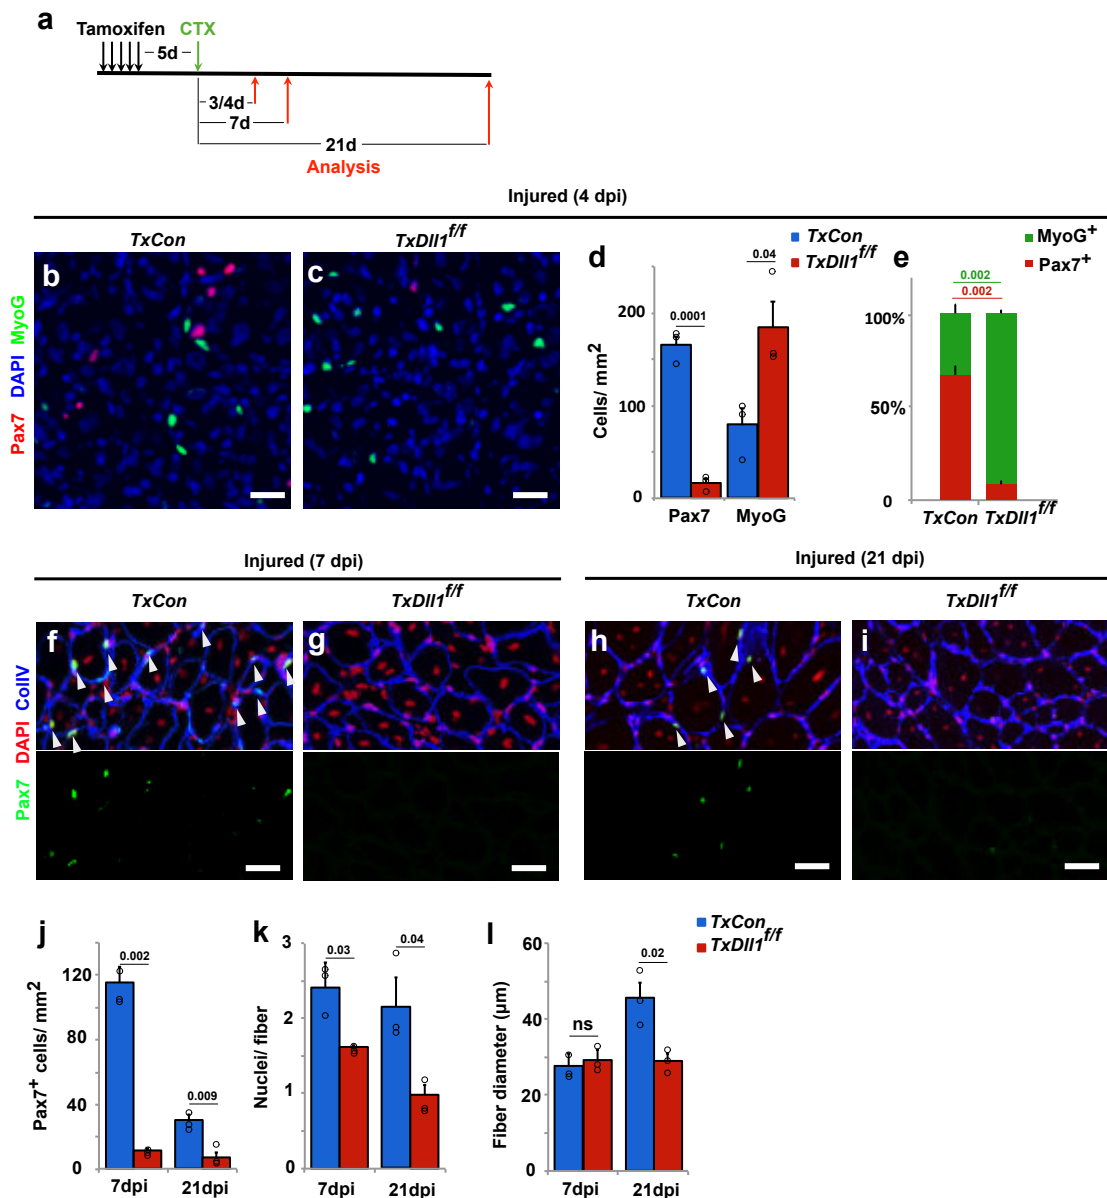 a
Tamoxifen CTX
5d
3/4d
7d
21d
Analysis
Injured (4 dpi)
TxCon
TxDll1f/f
Pax7 DAPI MyoG
b
c
d
TxCon
TxDll1f/f
0.0001
0.04
Cells/ mm2
200
100
0
Pax7 MyoG
e
MyoG+
Pax7+
0.002
0.002
100%
50%
0
TxCon TxDll1f/f
Injured (7 dpi)
Injured (21 dpi)
TxCon
TxDll1f/f
TxCon
TxDll1f/f
Pax7 DAPI ColIV
f
g
h
i
j
0.002
0.009
Pax7+ cells/ mm2
120
80
40
0
7dpi 21dpi
k
0.03
0.04
Nuclei/ fiber
3
2
1
0
7dpi 21dpi
l
TxCon
TxDll1f/f
ns
0.02
Fiber diameter (µm)
60
40
20
0
7dpi 21dpi